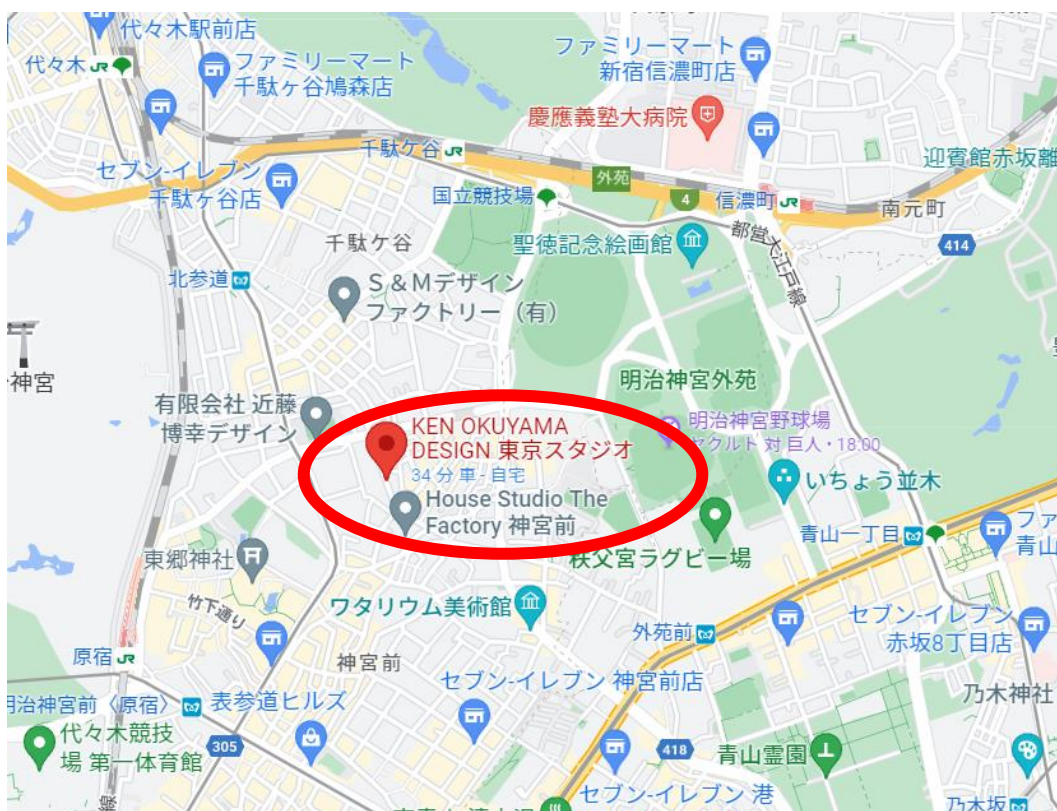 代々木駅前店
代々木 JR
ファミリーマート
千駄ヶ谷鳩森店
ファミリーマート
新宿信濃町店
慶應義塾大病院
千駄ケ谷 JR
セブン-イレブン
千駄ケ谷店
国立競技場
外苑
4
信濃町 JR
迎賓館赤坂離
南元町
414
都営大江戸線
聖徳記念絵画館
千駄ケ谷
北参道
S&Mデザイン
ファクトリー(有)
神宮
有限会社 近藤
博幸デザイン
KEN OKUYAMA
DESIGN 東京スタジオ
34 分 車 - 自宅
House Studio The
Factory 神宮前
明治神宮外苑
明治神宮野球場
ヤクルト 対 巨人・18:00
いちょう並木
秩父宮ラグビー場
青山一丁目
ファ
青山
東郷神社
竹下通り
ワタリウム美術館
外苑前
セブン-イレブン
赤坂8丁目店
原宿 JR
神宮前
セブン-イレブン 神宮前店
乃木神社
明治神宮前〈原宿〉
表参道ヒルズ
代々木競技
場 第一体育館
305
418
青山霊園
セブン-イレブン 港
乃木坂
線